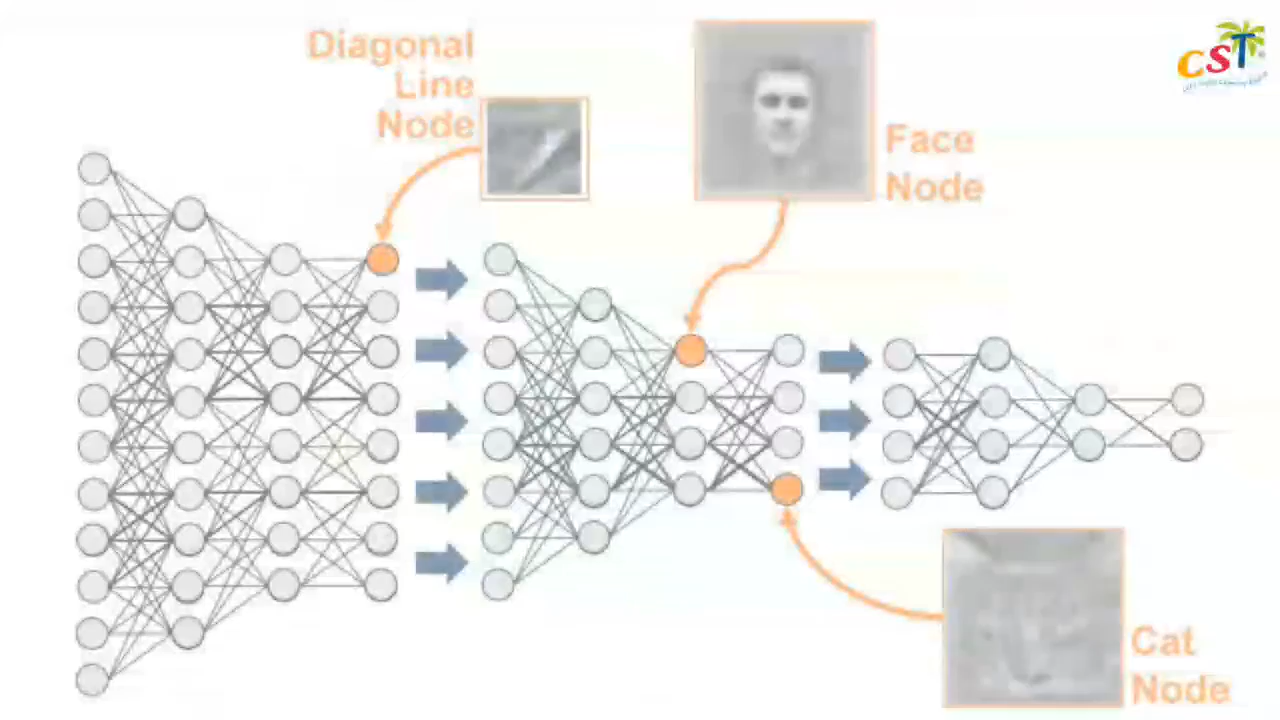 Diagonal
Line
Node
Face
Node
Cat
Node
CST